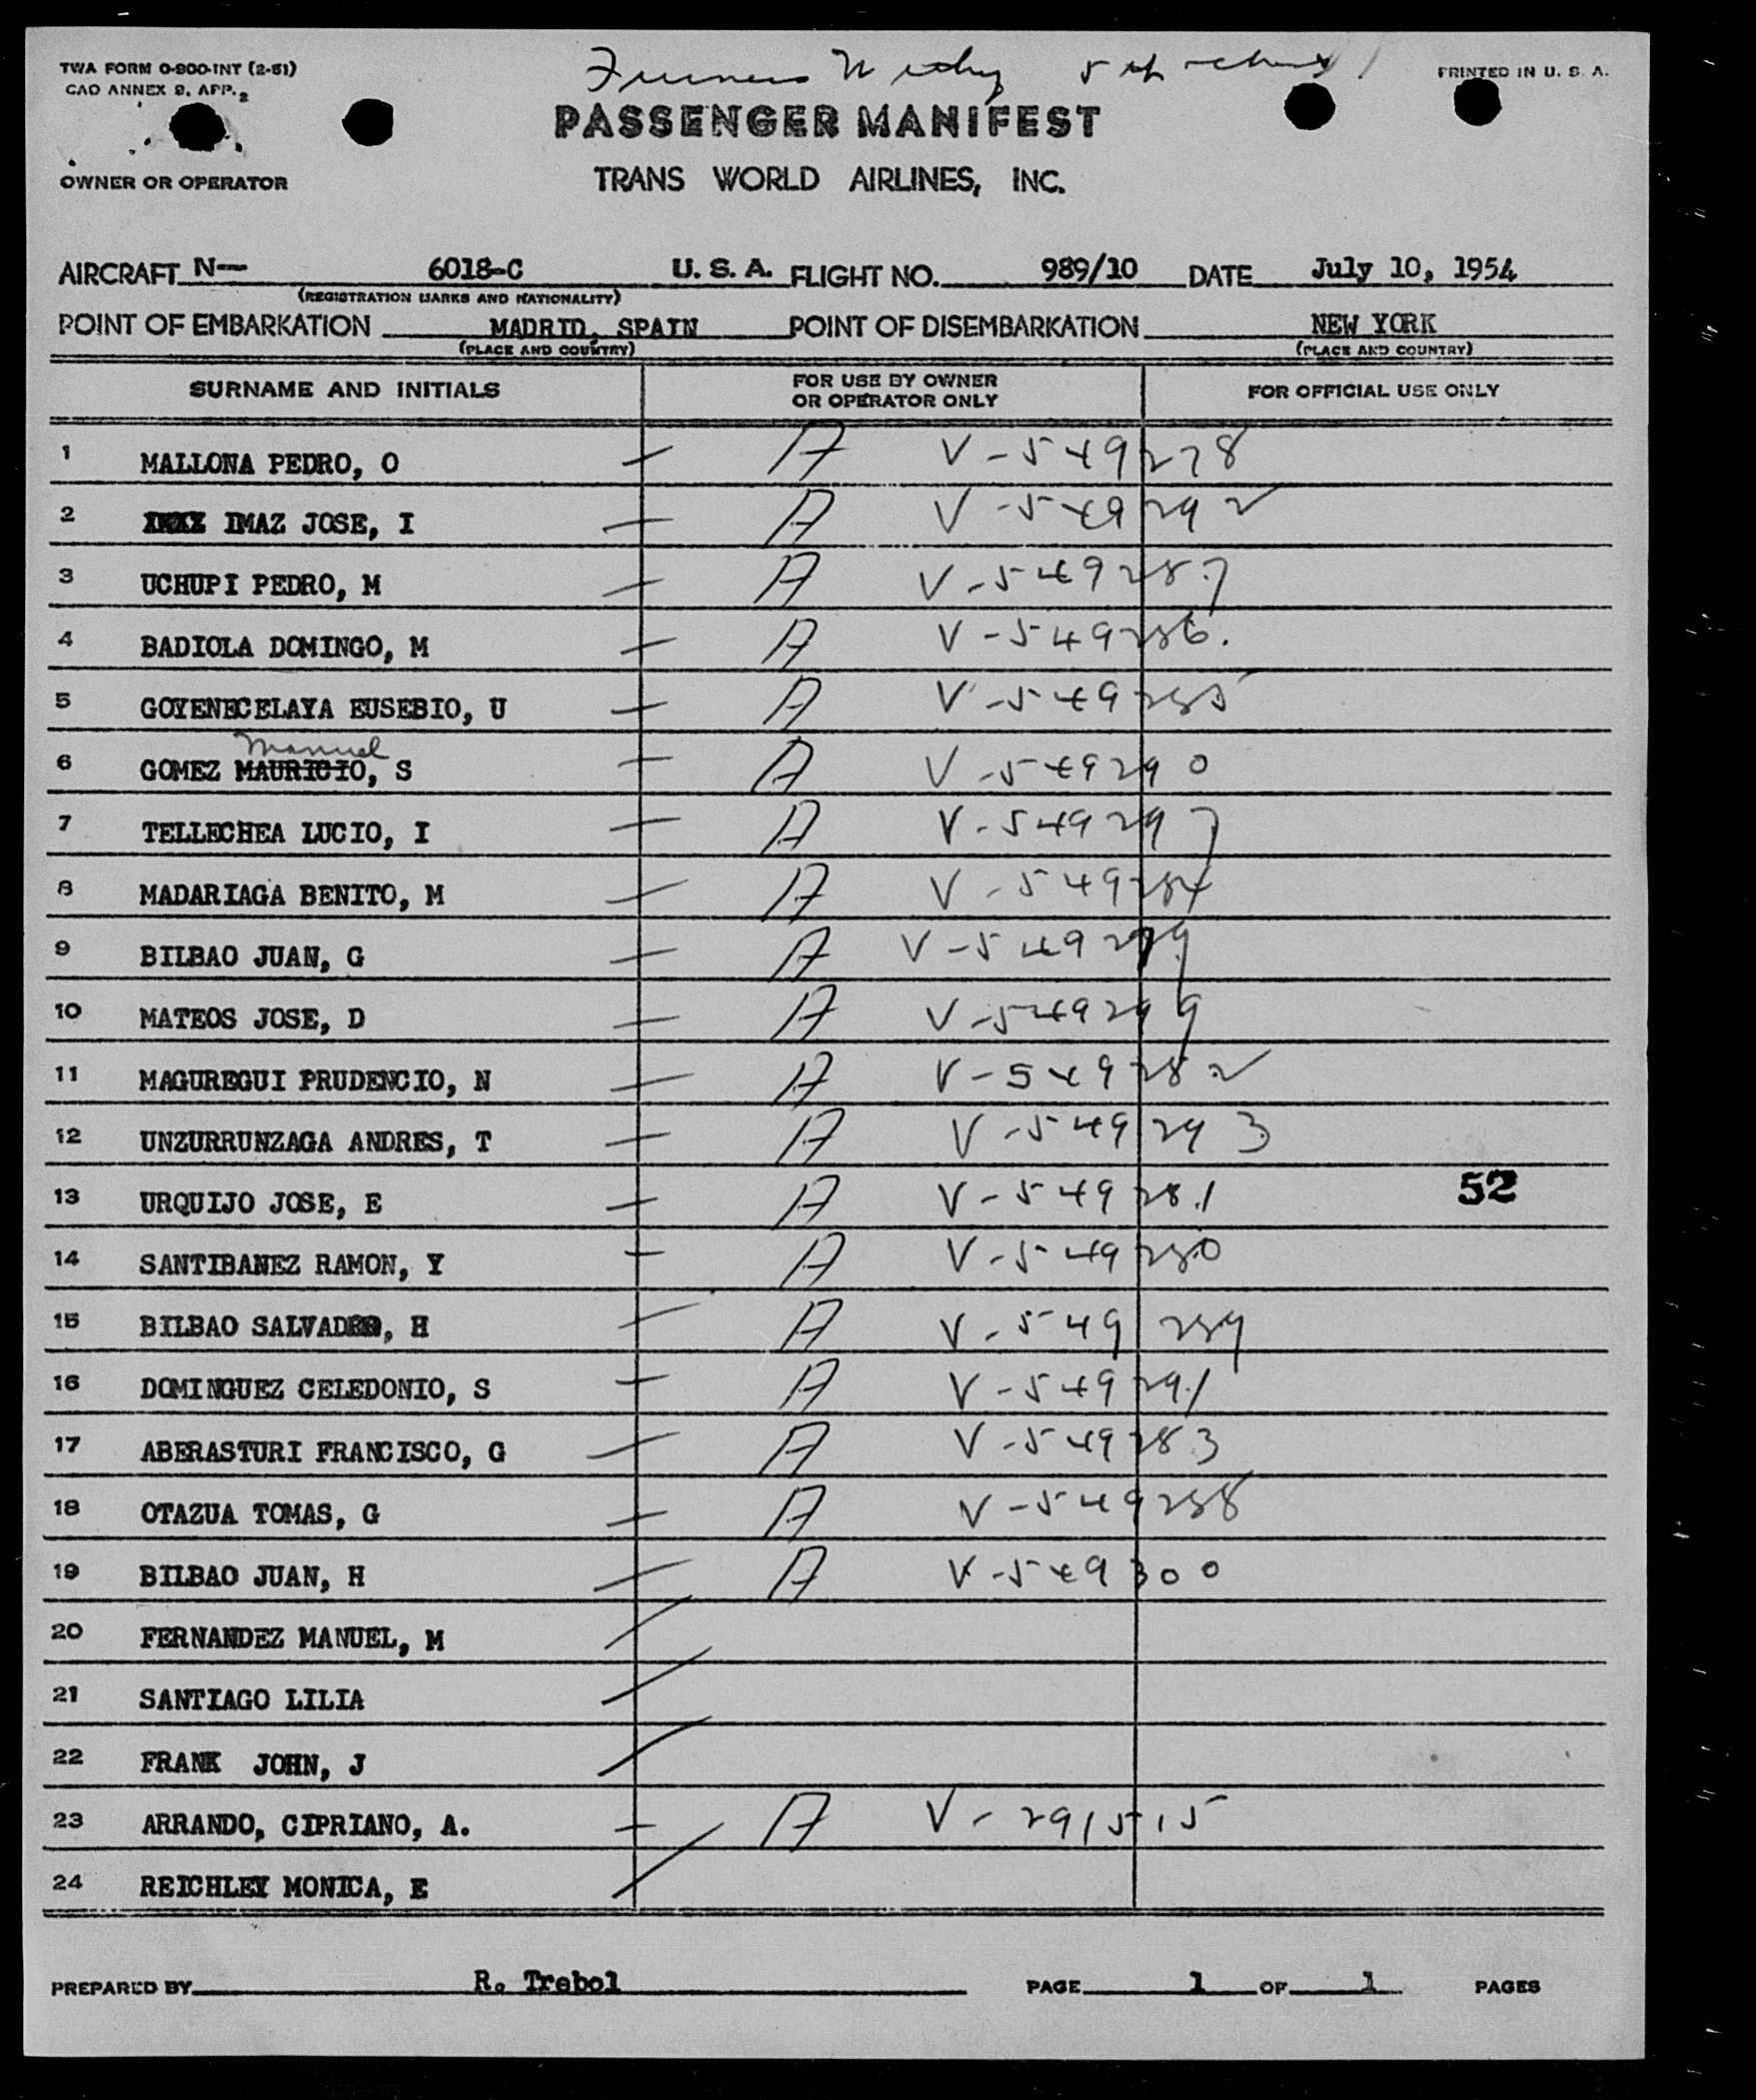 TWA FORM O-900-INT (2-51)
CAO ANNEX 9, APP. 2
PRINTED IN U. S. A.
PASSENGER MANIFEST
OWNER OR OPERATOR
TRANS WORLD AIRLINES, INC.
AIRCRAFT N— 6018-C U. S. A. FLIGHT NO. 989/10 DATE July 10, 1954
(REGISTRATION MARKS AND NATIONALITY)
POINT OF EMBARKATION MADRID, SPAIN POINT OF DISEMBARKATION NEW YORK
(PLACE AND COUNTRY) (PLACE AND COUNTRY)
SURNAME AND INITIALS FOR USE BY OWNER OR OPERATOR ONLY FOR OFFICIAL USE ONLY
1 MALLONA PEDRO, O — A V-549278
2 IMAZ JOSE, I — A V-549292
3 UCHUPI PEDRO, M — A V-549287
4 BADIOLA DOMINGO, M — A V-549286.
5 GOYENECELAYA EUSEBIO, U — A V-549285
Manuel
6 GOMEZ MAURICIO, S — A V-549290
7 TELLECHEA LUCIO, I — A V-549297
8 MADARIAGA BENITO, M — A V-549284
9 BILBAO JUAN, G — A V-549279
10 MATEOS JOSE, D — A V-549299
11 MAGUREGUI PRUDENCIO, N — A V-549282
12 UNZURRUNZAGA ANDRES, T — A V-549293
13 URQUIJO JOSE, E — A V-549281 52
14 SANTIBANEZ RAMON, Y — A V-549280
15 BILBAO SALVADOR, H — A V-549289
16 DOMINGUEZ CELEDONIO, S — A V-549291
17 ABERASTURI FRANCISCO, G — A V-549283
18 OTAZUA TOMAS, G — A V-549288
19 BILBAO JUAN, H — A V-549300
20 FERNANDEZ MANUEL, M
21 SANTIAGO LILIA
22 FRANK JOHN, J
23 ARRANDO, CIPRIANO, A. — A V-291515
24 REICHLEY MONICA, E
PREPARED BY R. Trebol PAGE 1 OF 1 PAGES